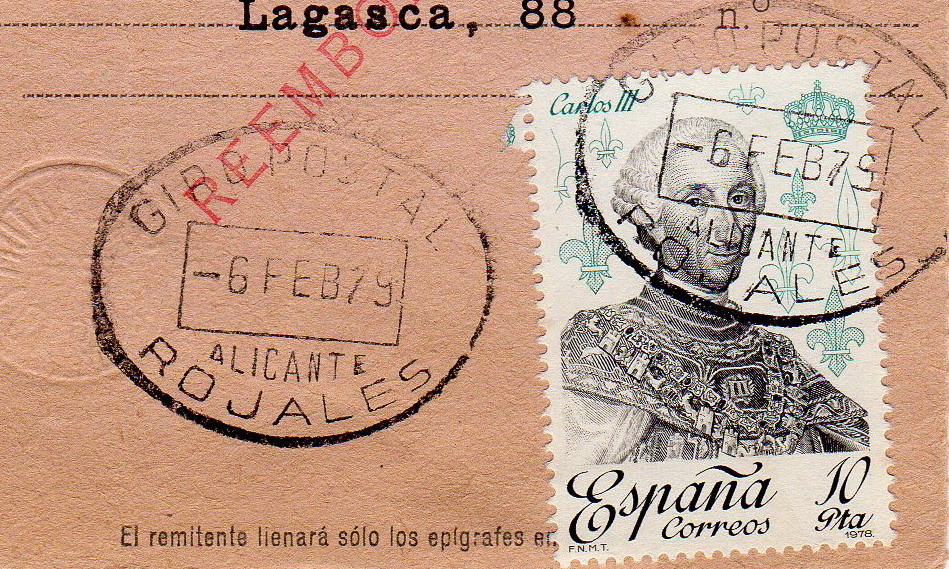 Lagasca, 88 n.º
REEMBO
GIRO POSTAL
-6 FEB 79
ALICANTE
ROJALES
Carlos III
GIRO POSTAL
-6 FEB 79
ALICANTE
ROJALES
III
España
Correos
10
Pta
F.N.M.T.
1978.
El remitente llenará sólo los epígrafes en